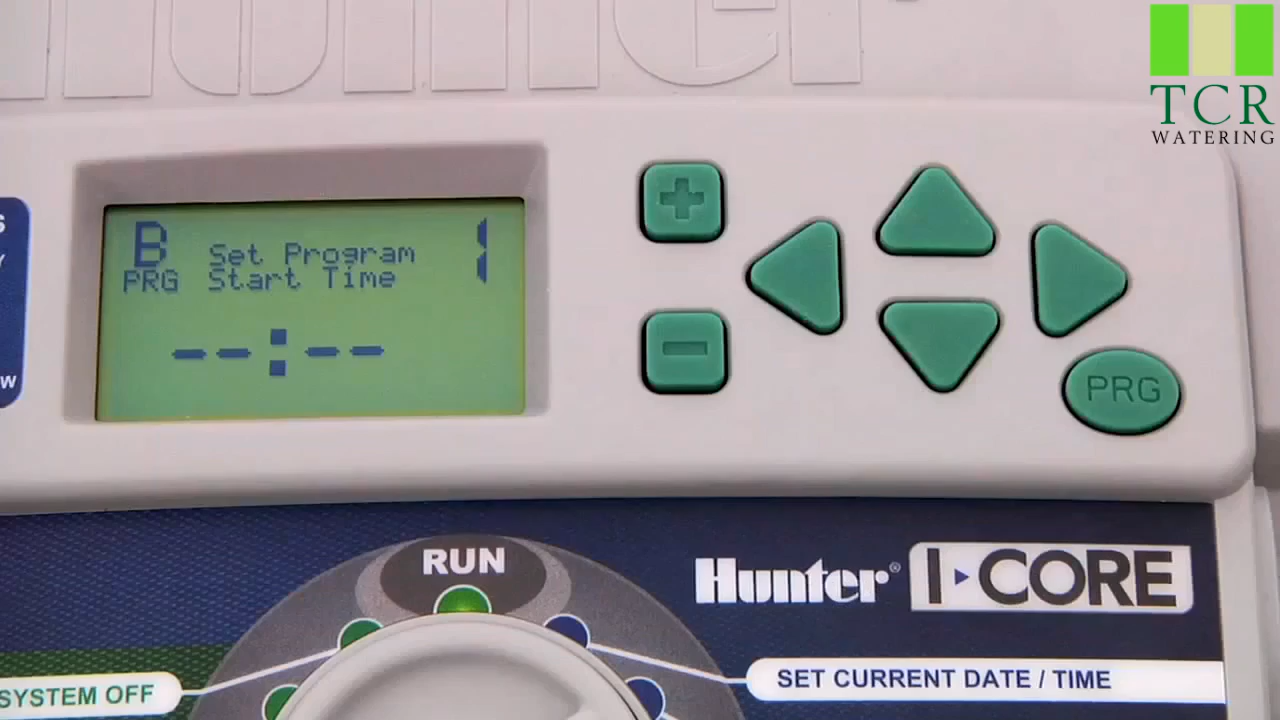 TCR
WATERING
B Set Program 1
PRG Start Time
--:--
PRG
RUN
Hunter® I CORE
SYSTEM OFF
SET CURRENT DATE / TIME